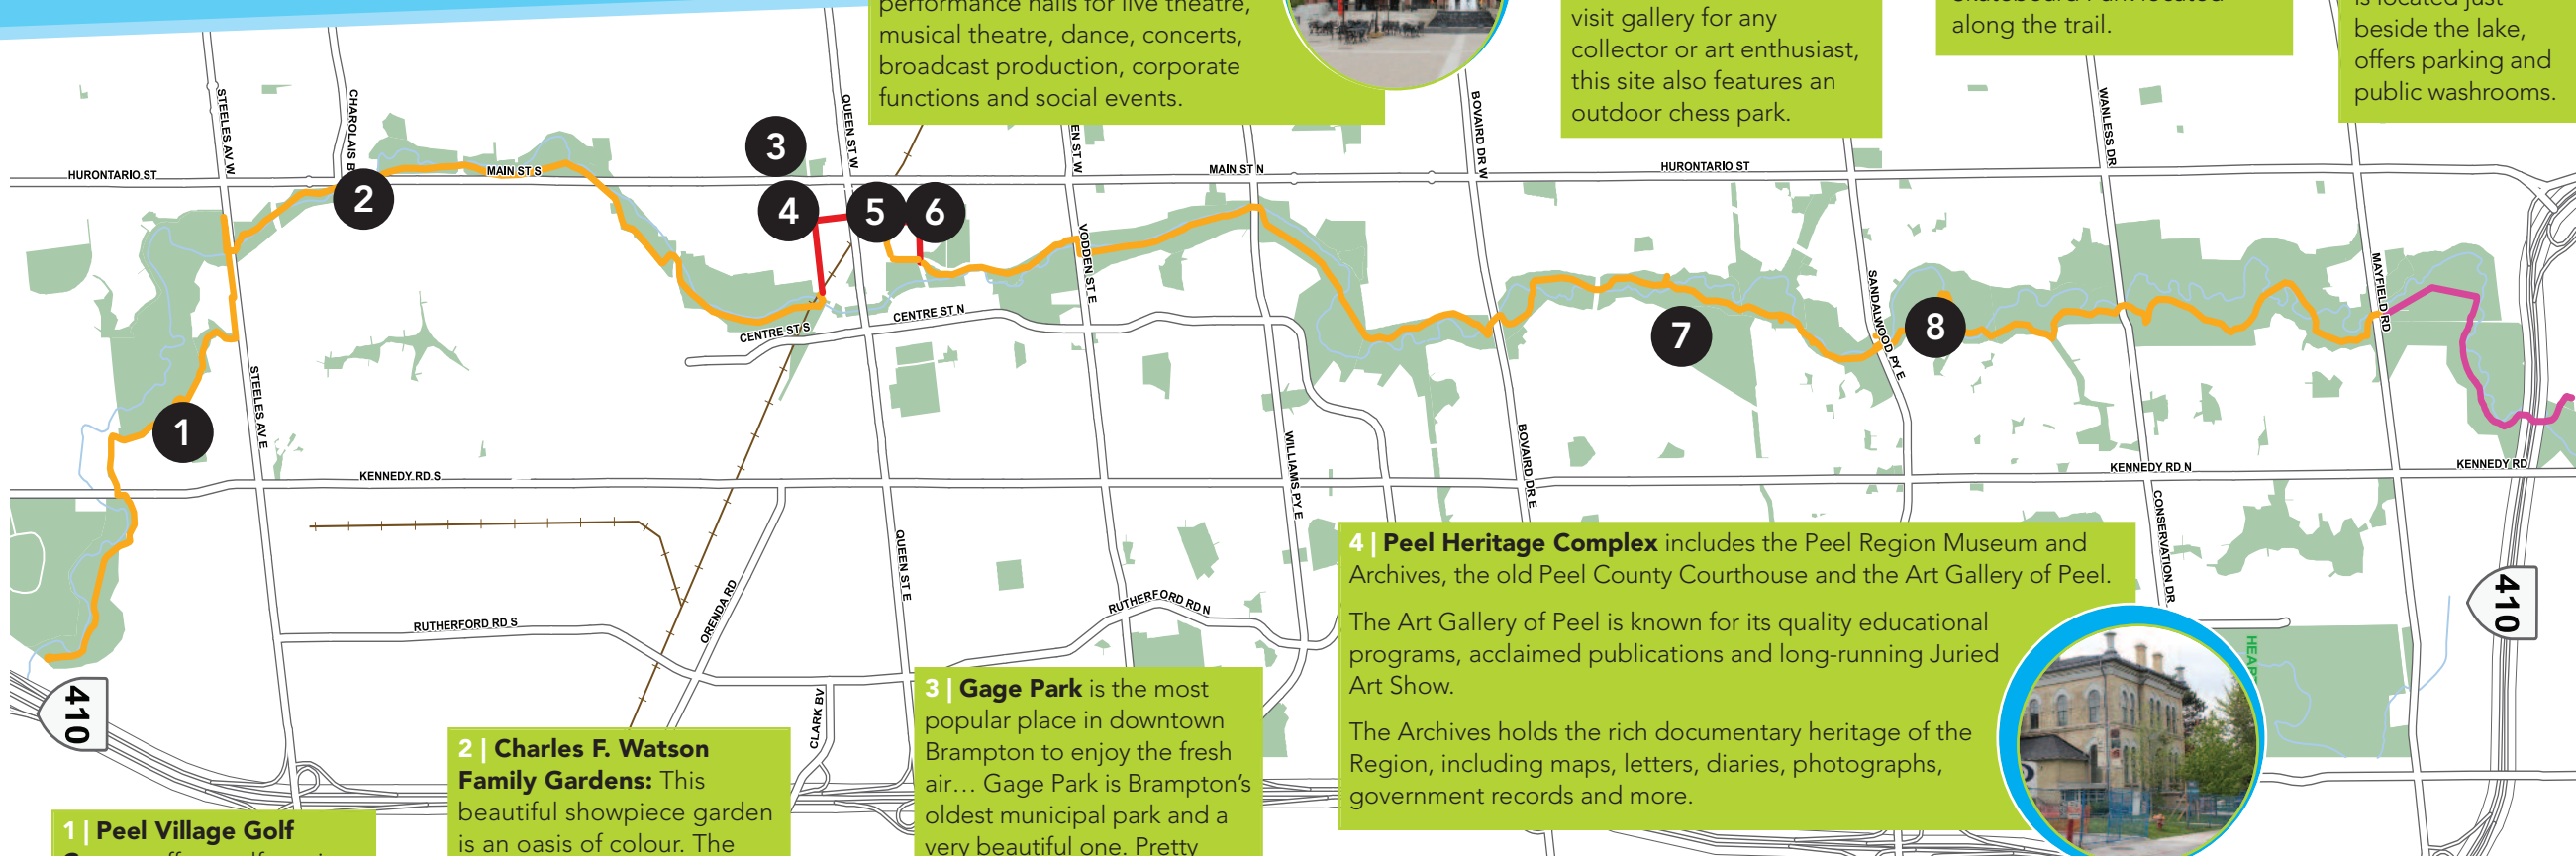 performance halls for live theatre,
musical theatre, dance, concerts,
broadcast production, corporate
functions and social events.
visit gallery for any
collector or art enthusiast,
this site also features an
outdoor chess park.
along the trail.
is located just
beside the lake,
offers parking and
public washrooms.
STEELES AV W
CHAROLAIS B
QUEEN ST W
EN ST W
BOVAIRD DR W
WANLESS DR
HURONTARIO ST
MAIN ST S
MAIN ST N
HURONTARIO ST
3
2
4
5
6
VODDEN ST E
SANDALWOOD PY E
MAYFIELD RD
CENTRE ST S
CENTRE ST N
7
8
1
STEELES AV E
WILLIAMS PY E
BOVAIRD DR E
KENNEDY RD S
KENNEDY RD N
KENNEDY RD
QUEEN ST E
CONSERVATION DR
ORENDA RD
RUTHERFORD RD S
RUTHERFORD RD N
CLARK BV
410
410
HEAR
4 | Peel Heritage Complex includes the Peel Region Museum and
Archives, the old Peel County Courthouse and the Art Gallery of Peel.
The Art Gallery of Peel is known for its quality educational
programs, acclaimed publications and long-running Juried
Art Show.
The Archives holds the rich documentary heritage of the
Region, including maps, letters, diaries, photographs,
government records and more.
3 | Gage Park is the most
popular place in downtown
Brampton to enjoy the fresh
air… Gage Park is Brampton's
oldest municipal park and a
very beautiful one. Pretty
2 | Charles F. Watson
Family Gardens: This
beautiful showpiece garden
is an oasis of colour. The
1 | Peel Village Golf